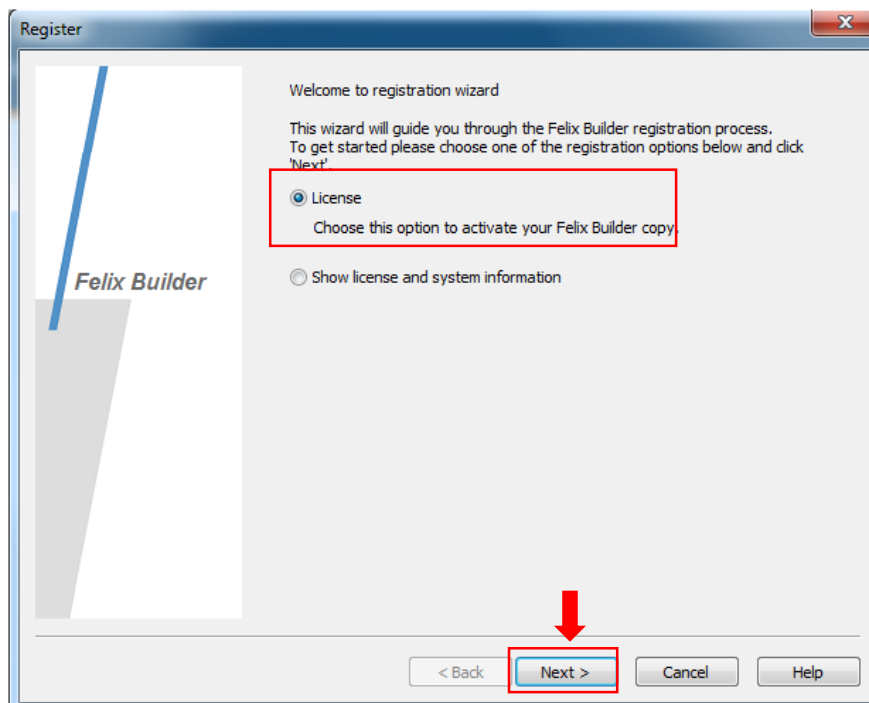 Register
Welcome to registration wizard
This wizard will guide you through the Felix Builder registration process.
To get started please choose one of the registration options below and click
'Next'.
License
Choose this option to activate your Felix Builder copy.
Felix Builder
Show license and system information
< Back
Next >
Cancel
Help